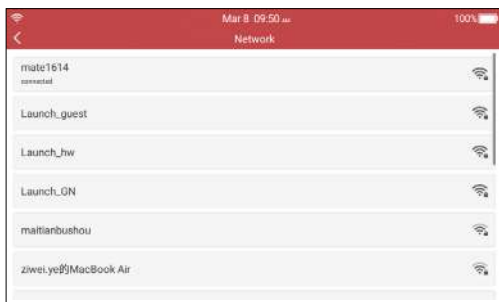 Mar 8 09:50
100%
Network
mate1614
connected
Launch_guest
Launch_hw
Launch_GN
maitianbushou
ziwei.ye的MacBook Air